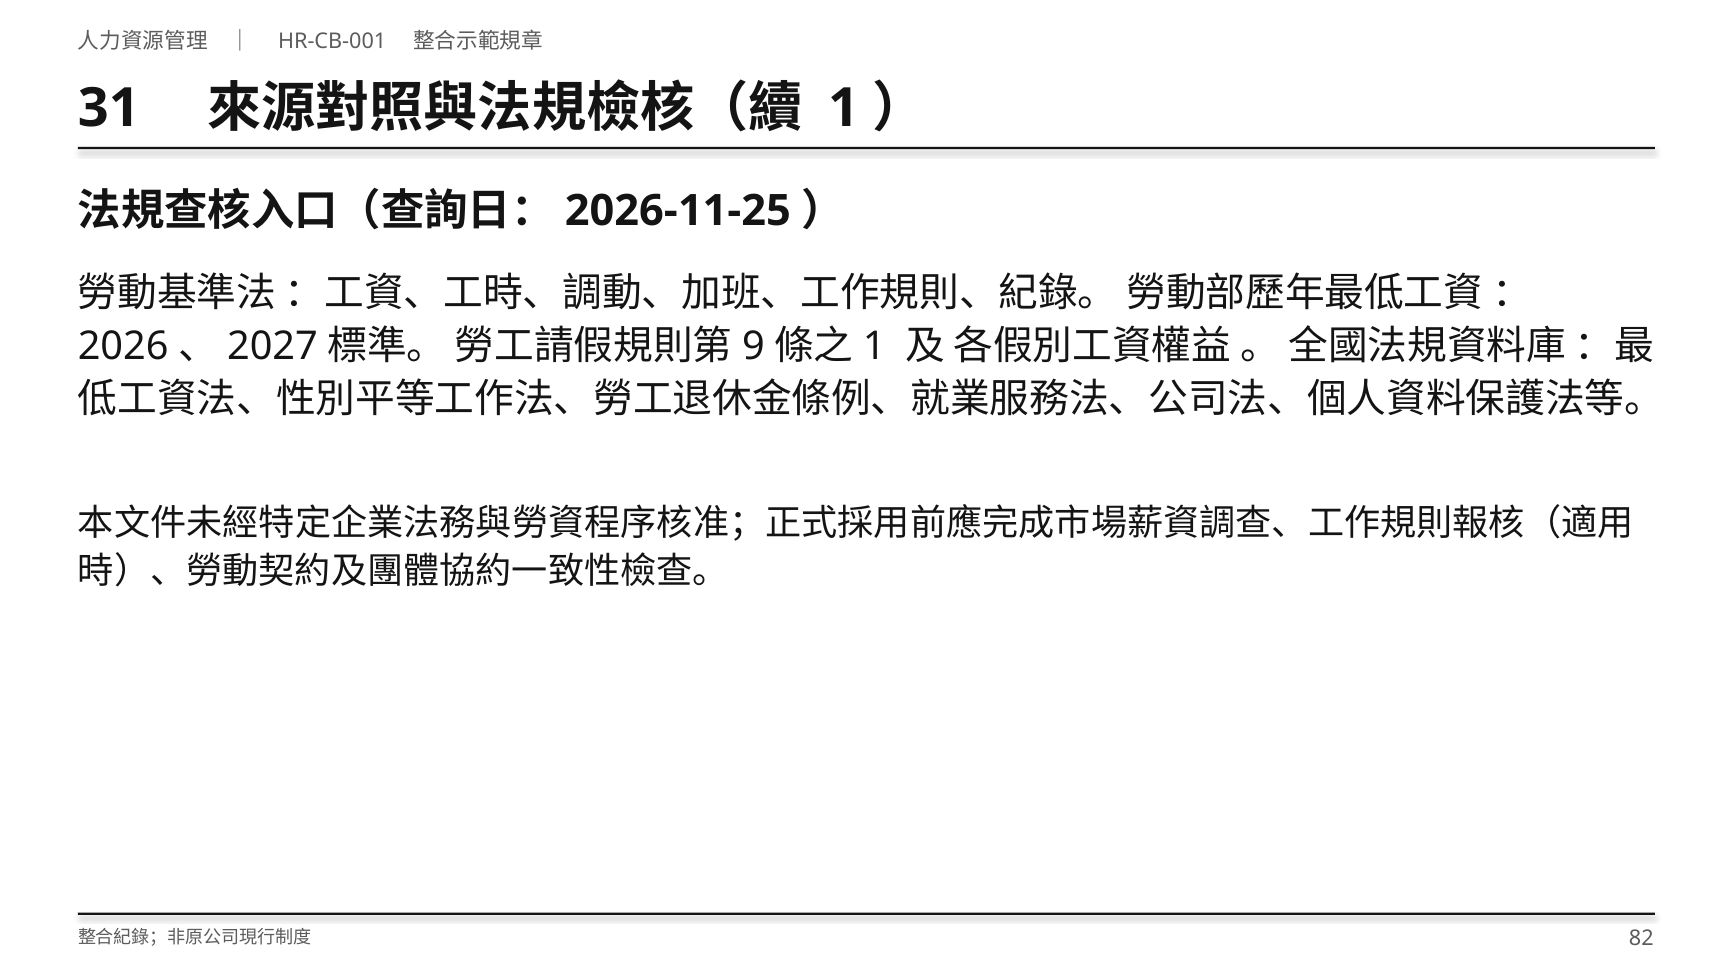 人力資源管理 ｜ HR-CB-001 整合示範規章
31 來源對照與法規檢核（續 1）
法規查核入口（查詢日： 2026-11-25）
勞動基準法： 工資、工時、調動、加班、工作規則、紀錄。 勞動部歷年最低工資：
2026、 2027標準。 勞工請假規則第9條之1 及 各假別工資權益 。 全國法規資料庫： 最
低工資法、性別平等工作法、勞工退休金條例、就業服務法、公司法、個人資料保護法等。
本文件未經特定企業法務與勞資程序核准；正式採用前應完成市場薪資調查、工作規則報核（適用
時）、勞動契約及團體協約一致性檢查。
整合紀錄；非原公司現行制度
82